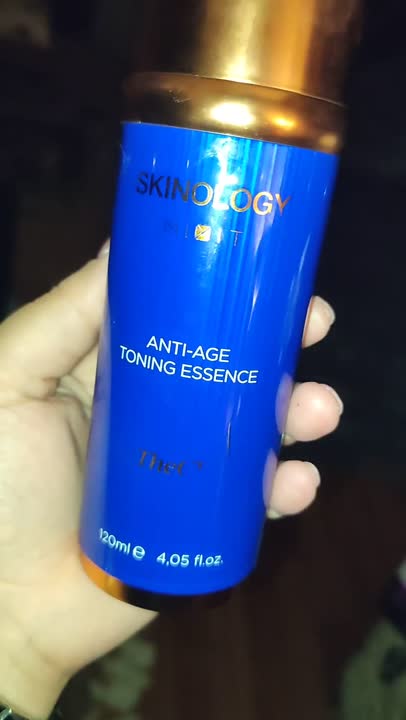 SKINOLOGY
ANTI-AGE
TONING ESSENCE
120ml e 4,05 fl.oz.